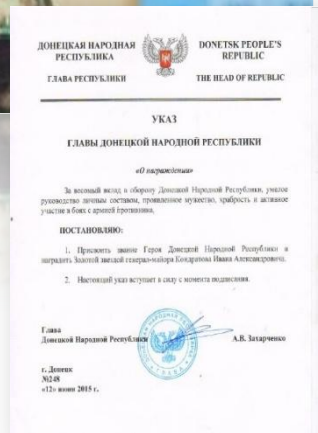 ДОНЕЦКАЯ НАРОДНАЯ
РЕСПУБЛИКА
ГЛАВА РЕСПУБЛИКИ
DONETSK PEOPLE'S
REPUBLIC
THE HEAD OF REPUBLIC
УКАЗ
ГЛАВЫ ДОНЕЦКОЙ НАРОДНОЙ РЕСПУБЛИКИ
«О награждении»
За весомый вклад в оборону Донецкой Народной Республики, умелое
руководство личным составом, проявленное мужество, храбрость и активное
участие в боях с армией противника,
ПОСТАНОВЛЯЮ:
1. Присвоить звание Героя Донецкой Народной Республики и
наградить Золотой звездой генерал-майора Кондратова Ивана Александровича.
2. Настоящий указ вступает в силу с момента подписания.
Глава
Донецкой Народной Республики
А.В. Захарченко
г. Донецк
№248
«12» июня 2015 г.